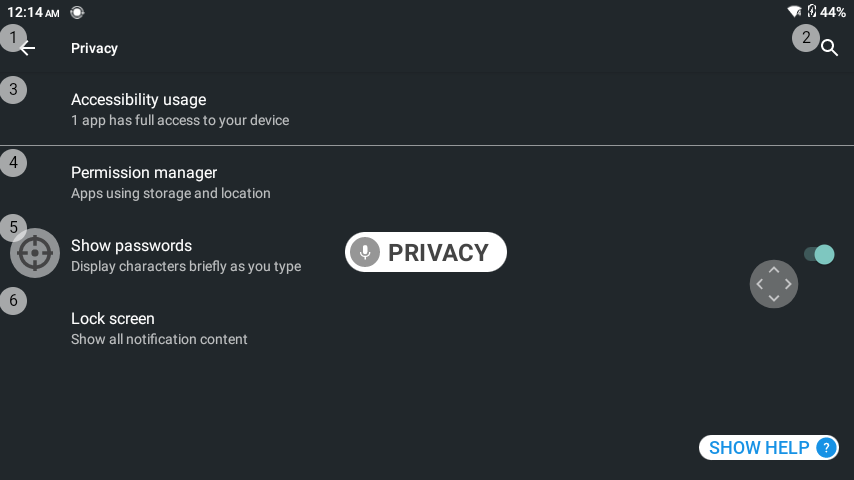 12:14 AM 44%
1 Privacy 2
3
Accessibility usage
1 app has full access to your device
4
Permission manager
Apps using storage and location
5
Show passwords
Display characters briefly as you type
PRIVACY
6
Lock screen
Show all notification content
SHOW HELP ?